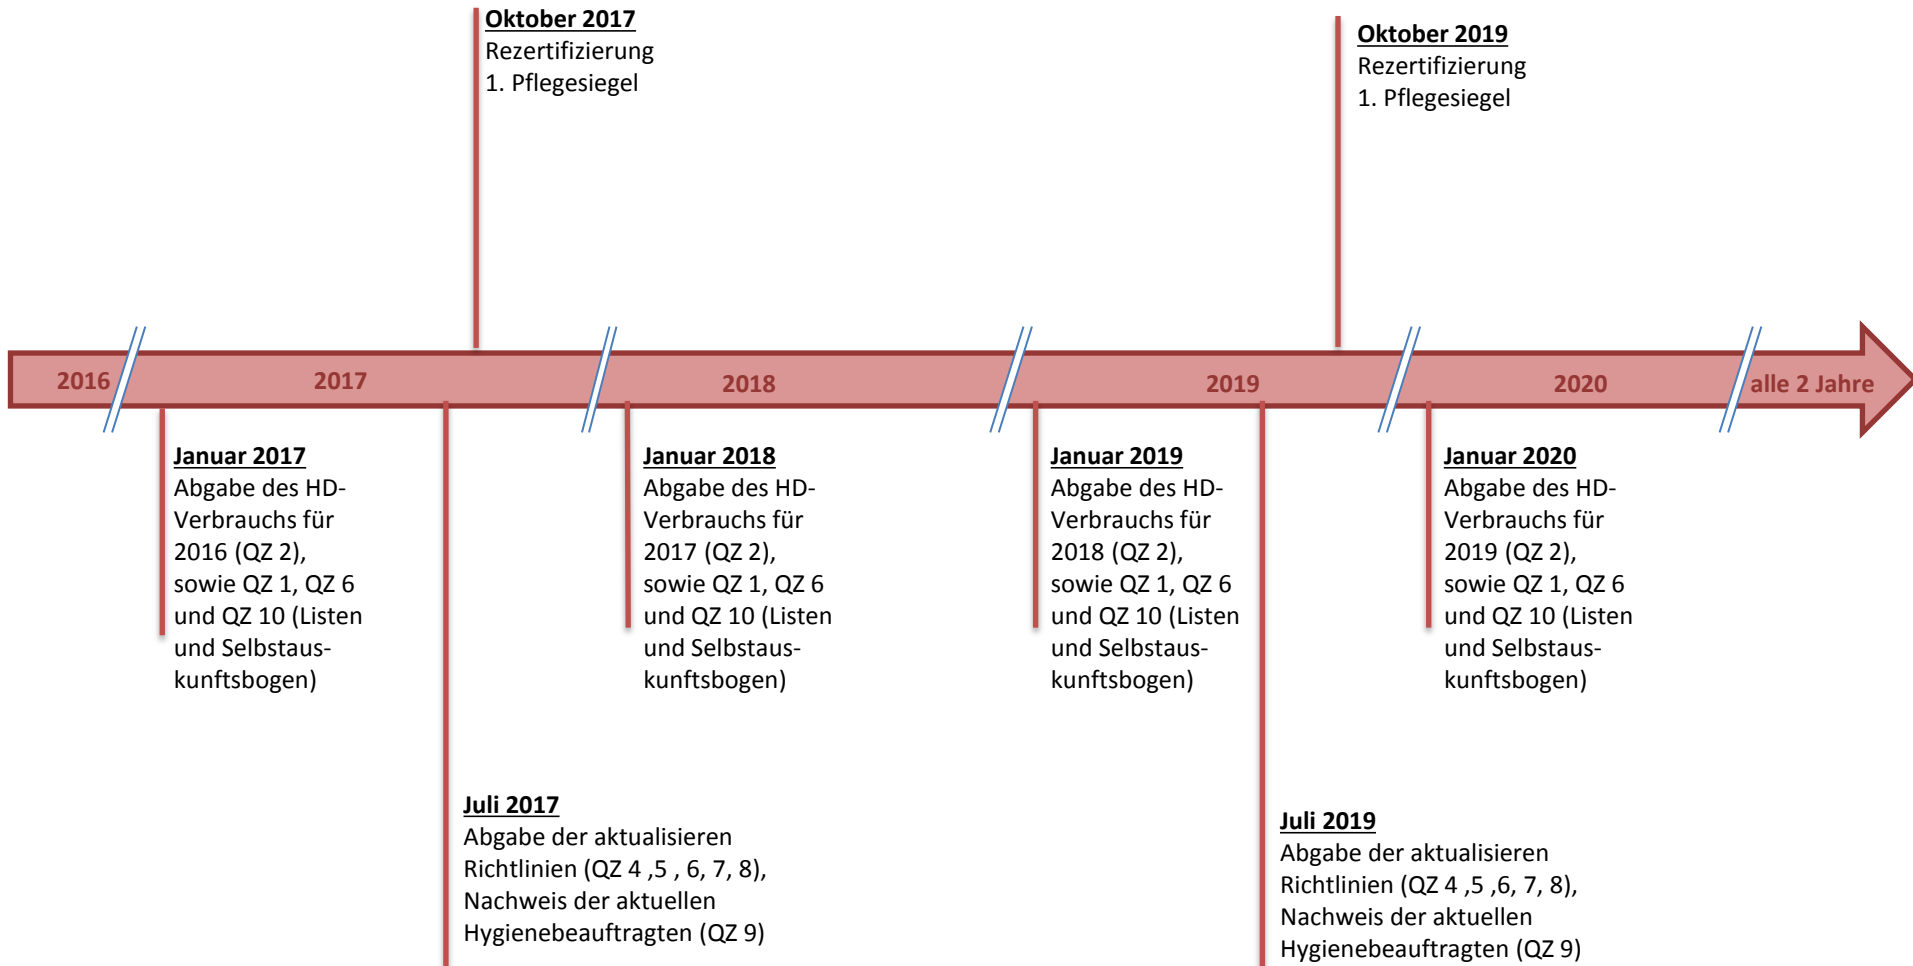 Oktober 2017
Rezertifizierung
1. Pflegesiegel
Oktober 2019
Rezertifizierung
1. Pflegesiegel
2016
2017
2018
2019
2020
alle 2 Jahre
Januar 2017
Abgabe des HD-
Verbrauchs für
2016 (QZ 2),
sowie QZ 1, QZ 6
und QZ 10 (Listen
und Selbstaus-
kunftsbogen)
Januar 2018
Abgabe des HD-
Verbrauchs für
2017 (QZ 2),
sowie QZ 1, QZ 6
und QZ 10 (Listen
und Selbstaus-
kunftsbogen)
Januar 2019
Abgabe des HD-
Verbrauchs für
2018 (QZ 2),
sowie QZ 1, QZ 6
und QZ 10 (Listen
und Selbstaus-
kunftsbogen)
Januar 2020
Abgabe des HD-
Verbrauchs für
2019 (QZ 2),
sowie QZ 1, QZ 6
und QZ 10 (Listen
und Selbstaus-
kunftsbogen)
Juli 2017
Abgabe der aktualisieren
Richtlinien (QZ 4 ,5 , 6, 7, 8),
Nachweis der aktuellen
Hygienebeauftragten (QZ 9)
Juli 2019
Abgabe der aktualisieren
Richtlinien (QZ 4 ,5 ,6, 7, 8),
Nachweis der aktuellen
Hygienebeauftragten (QZ 9)